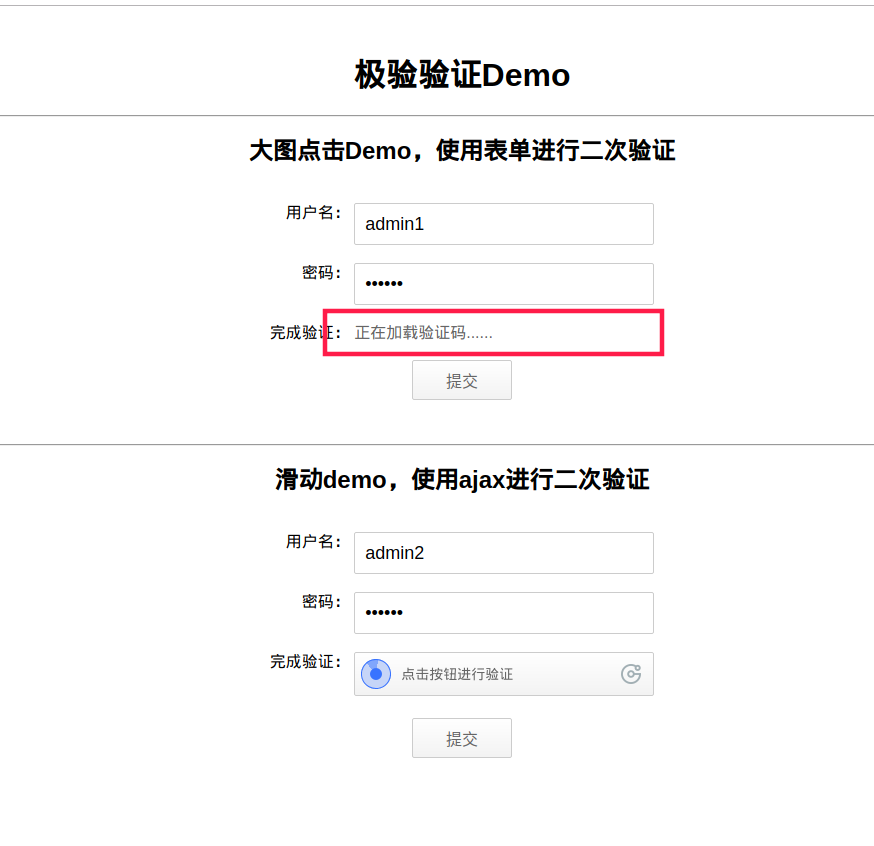 极验验证Demo
大图点击Demo，使用表单进行二次验证
用户名： admin1
密码： ••••••
完成验证： 正在加载验证码......
提交
滑动demo，使用ajax进行二次验证
用户名： admin2
密码： ••••••
完成验证： 点击按钮进行验证
提交